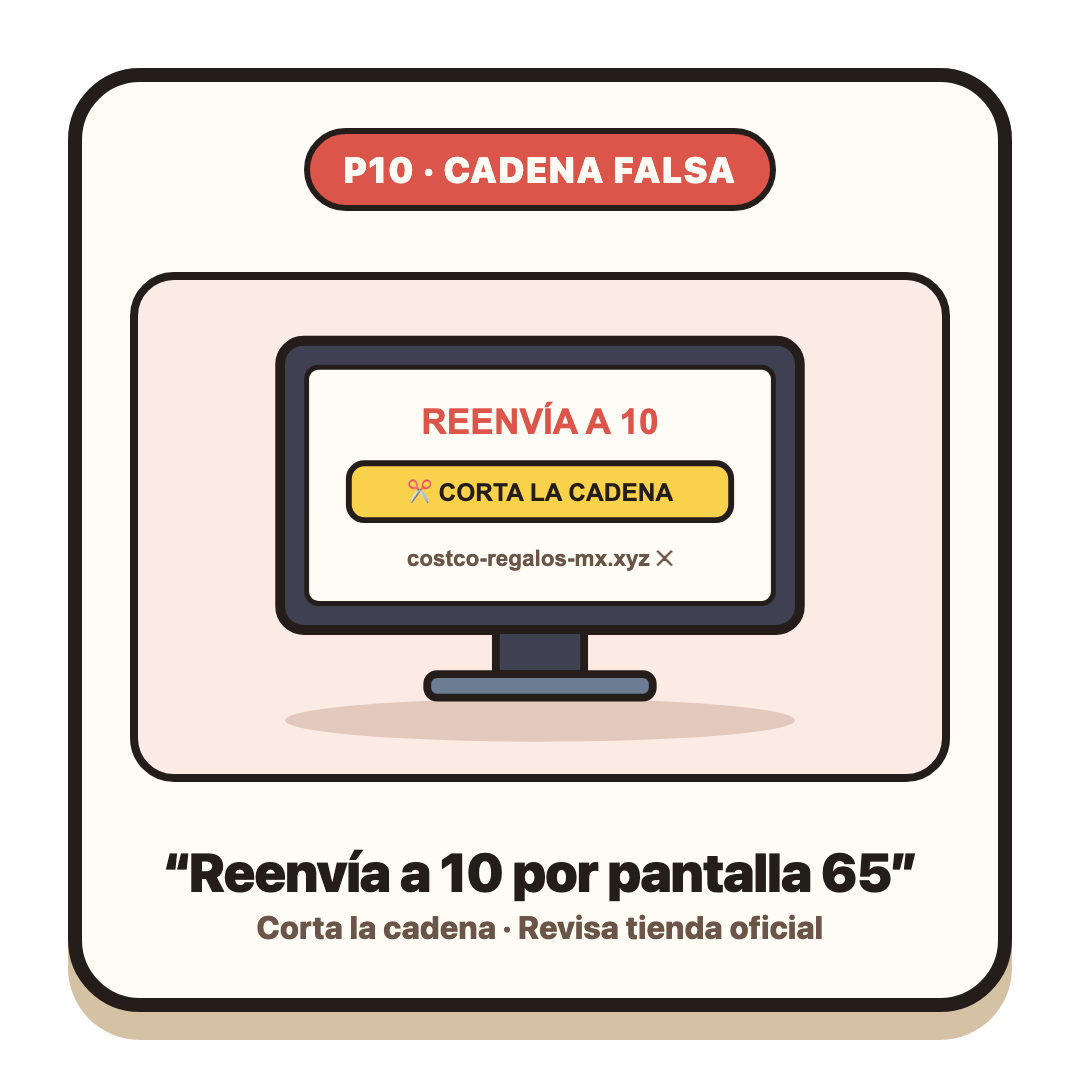 P10 · CADENA FALSA
REENVÍA A 10
✂️ CORTA LA CADENA
costco-regalos-mx.xyz ✕
“Reenvía a 10 por pantalla 65”
Corta la cadena · Revisa tienda oficial